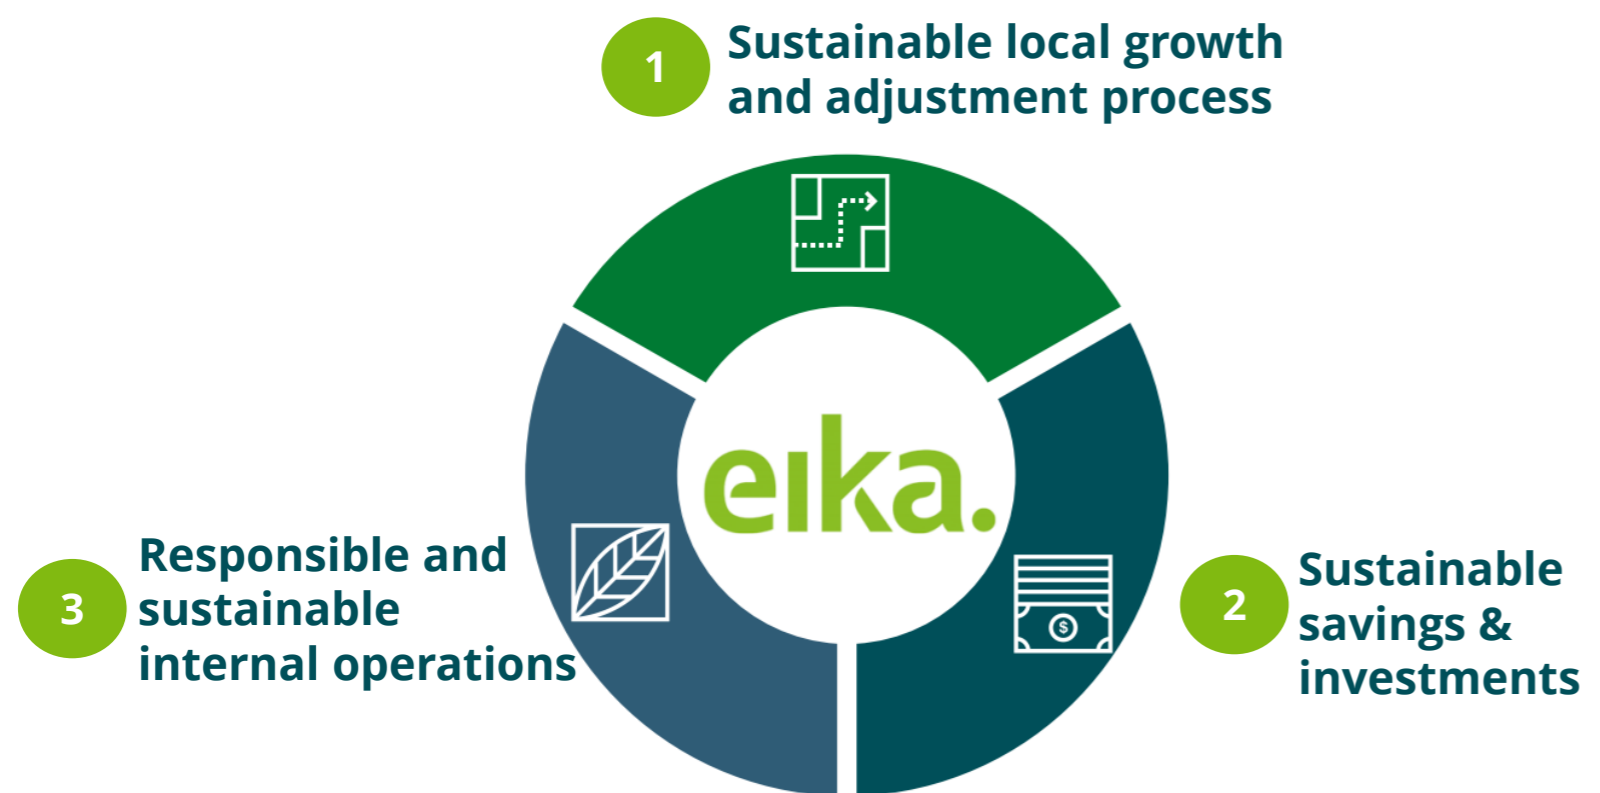 1
Sustainable local growth
and adjustment process
eika.
$
2
Sustainable
savings &
investments
3
Responsible and
sustainable
internal operations